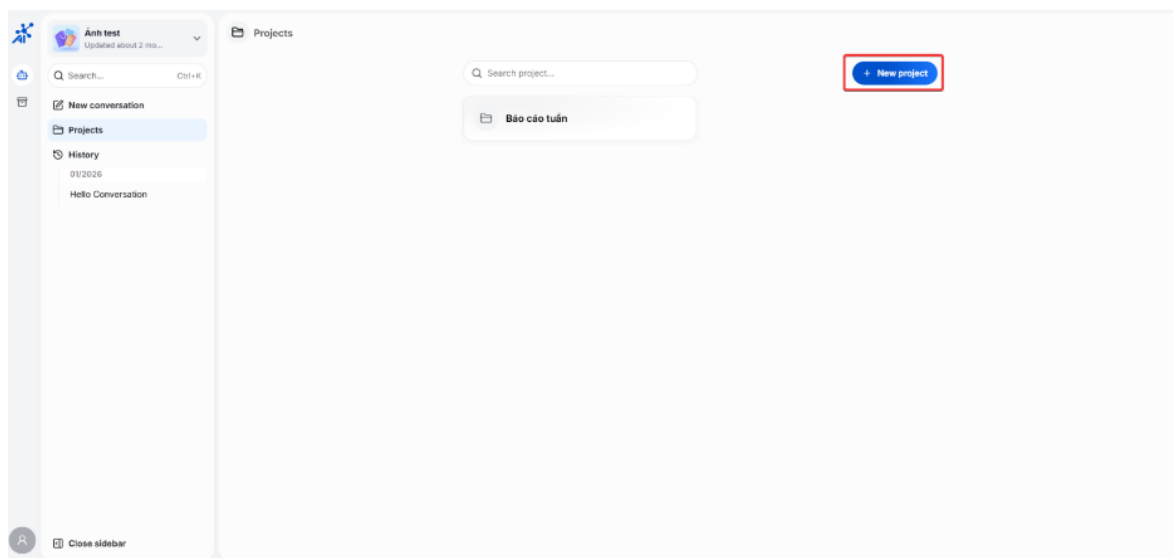 Ánh test
Updated about 2 mo...
Search...
Ctrl+K
New conversation
Projects
History
01/2026
Hello Conversation
Close sidebar
Projects
Search project...
+ New project
Báo cáo tuần